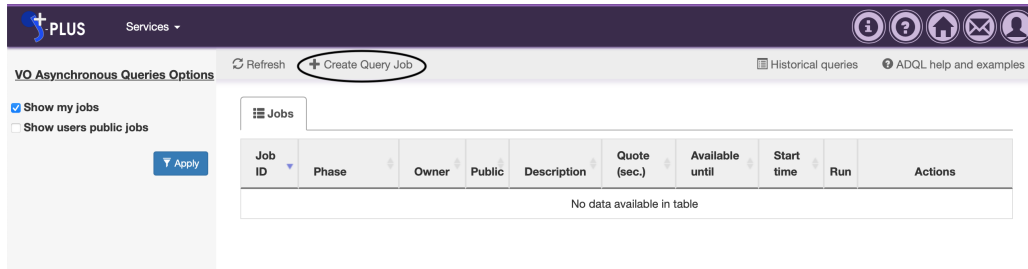 S-PLUS
Services
VO Asynchronous Queries Options
Show my jobs
Show users public jobs
Apply
Refresh
Create Query Job
Historical queries
ADQL help and examples
Jobs
Job ID
Phase
Owner
Public
Description
Quote (sec.)
Available until
Start time
Run
Actions
No data available in table